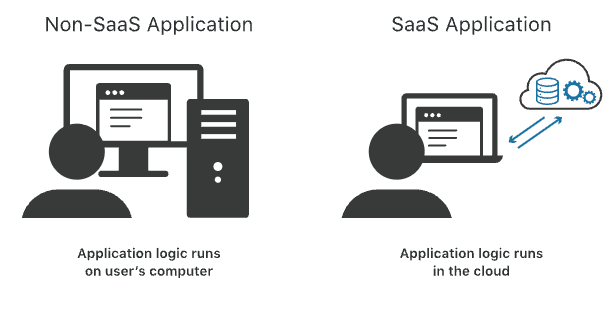 Non-SaaS Application
SaaS Application
Application logic runs
on user’s computer
Application logic runs
in the cloud